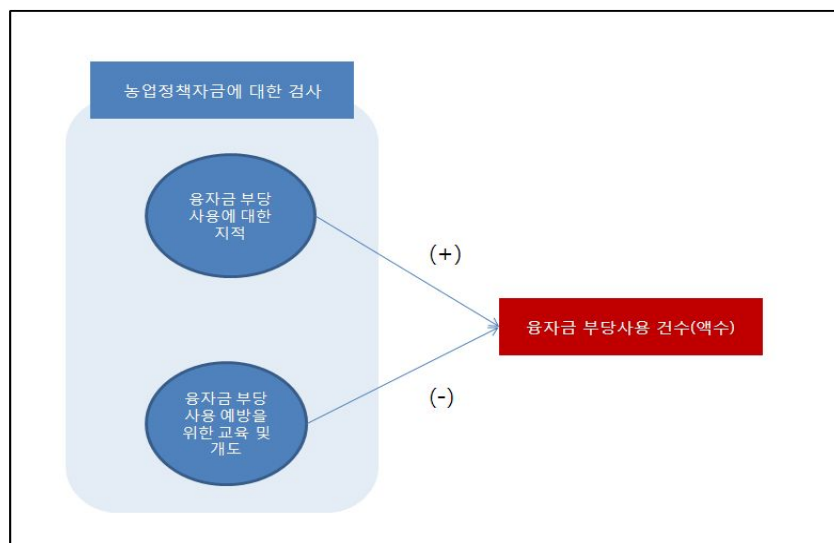 농업정책자금에 대한 검사
융자금 부당
사용에 대한
지적
(+)
융자금 부당사용 건수(액수)
(-)
융자금 부당
사용 예방을
위한 교육 및
개도